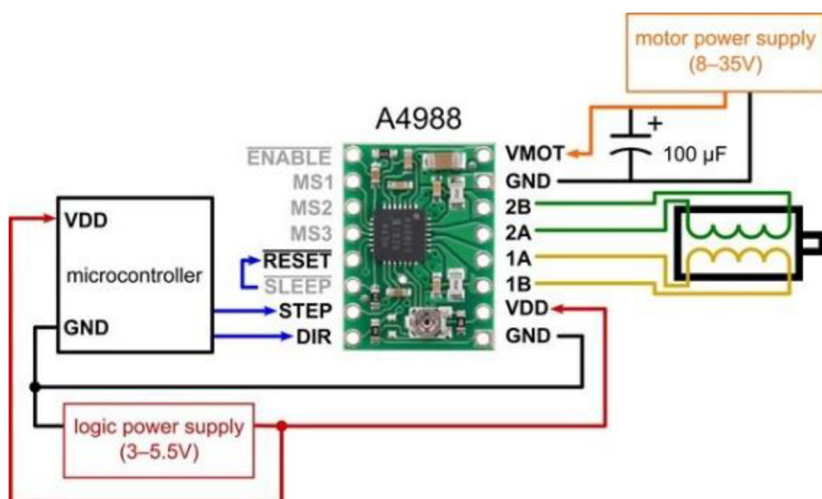 motor power supply
(8–35V)
A4988
100 µF
+
ENABLE
MS1
MS2
MS3
RESET
SLEEP
STEP
DIR
VMOT
GND
2B
2A
1A
1B
VDD
GND
VDD
microcontroller
GND
logic power supply
(3–5.5V)